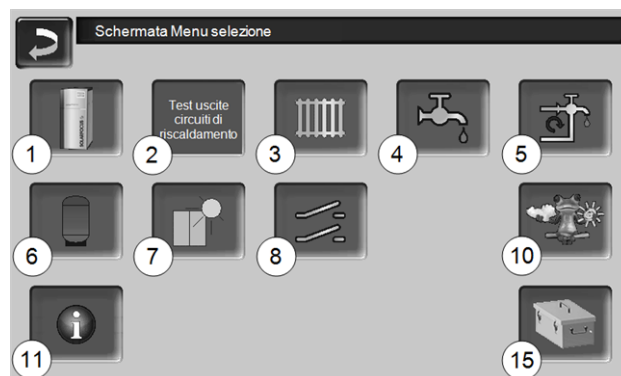 Schermata Menu selezione
Test uscite
circuiti di
riscaldamento
1
2
3
4
5
6
7
8
10
11
15